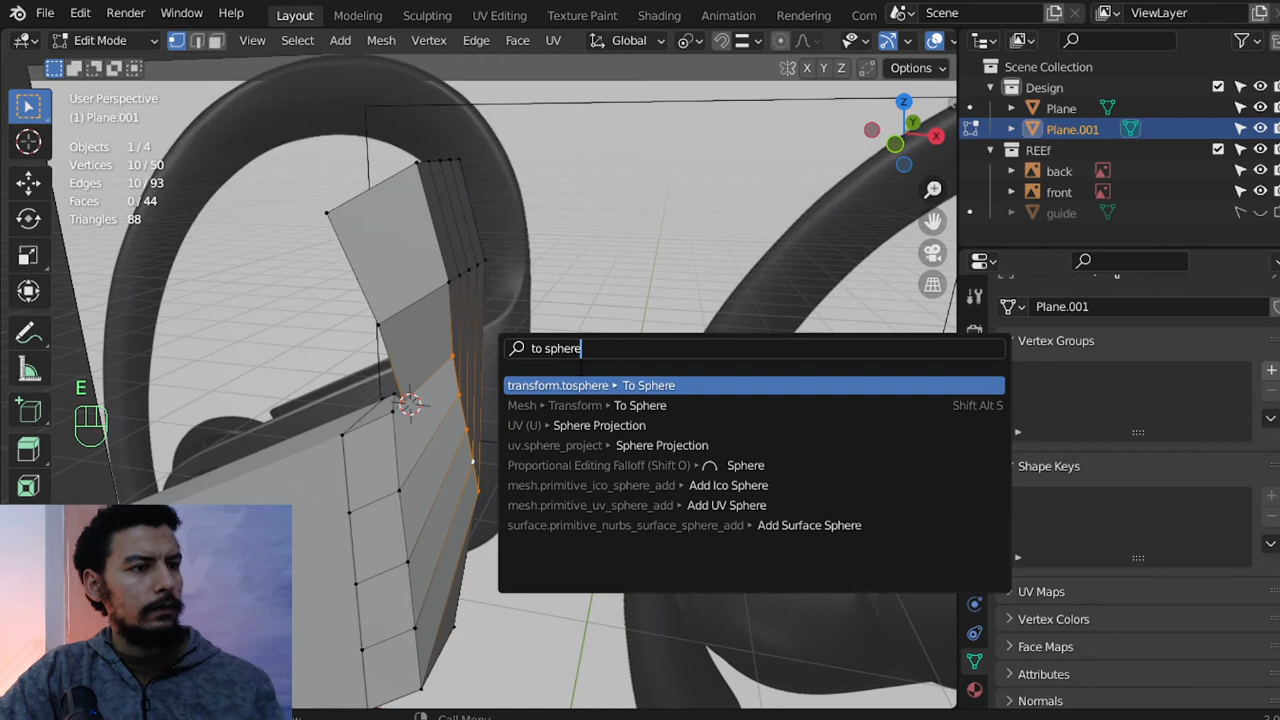 File Edit Render Window Help Layout Modeling Sculpting UV Editing Texture Paint Shading Animation Rendering Com Scene ViewLayer
Edit Mode View Select Add Mesh Vertex Edge Face UV Global
X Y Z Options
User Perspective
(1) Plane.001
Objects 1/4
Vertices 10/50
Edges 10/93
Faces 0/44
Triangles 88
Z
Y
X
E
to sphere
transform.tosphere ▸ To Sphere
Mesh ▸ Transform ▸ To Sphere Shift Alt S
UV (U) ▸ Sphere Projection
uv.sphere_project ▸ Sphere Projection
Proportional Editing Falloff (Shift O) ▸ Sphere
mesh.primitive_ico_sphere_add ▸ Add Ico Sphere
mesh.primitive_uv_sphere_add ▸ Add UV Sphere
surface.primitive_nurbs_surface_sphere_add ▸ Add Surface Sphere
Scene Collection
Design
Plane
Plane.001
REEf
back
front
guide
Plane.001
Vertex Groups
Shape Keys
UV Maps
Vertex Colors
Face Maps
Attributes
Normals